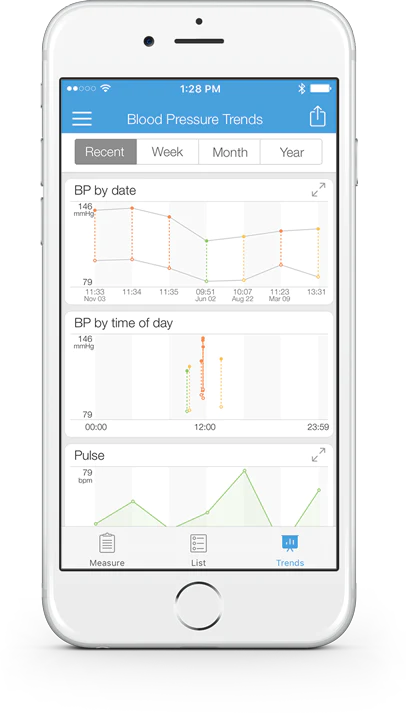 1:28 PM
Blood Pressure Trends
Recent Week Month Year
BP by date
146
mmHg
79
11:33 11:34 11:35 09:51 10:07 11:23 13:31
Nov 03 Jun 02 Aug 22 Mar 09
BP by time of day
146
mmHg
79
00:00 12:00 23:59
Pulse
79
bpm
Measure List Trends